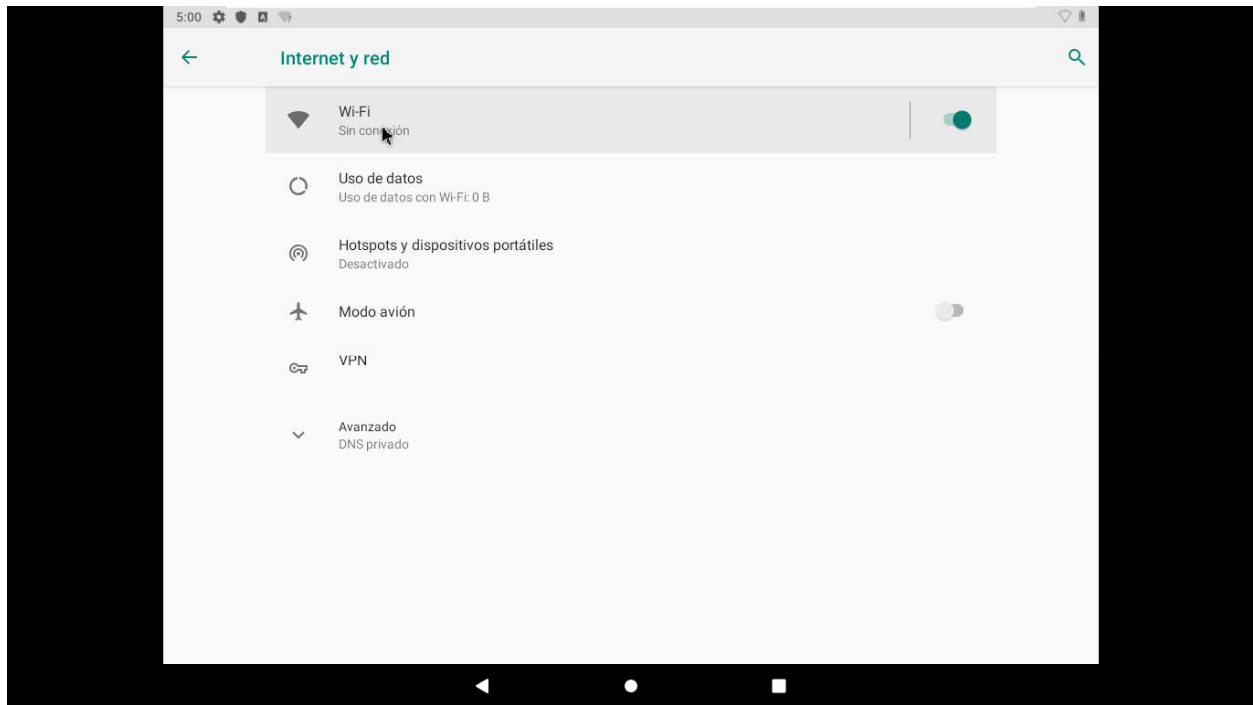 5:00
Internet y red
Wi-Fi
Sin conexión
Uso de datos
Uso de datos con Wi-Fi: 0 B
Hotspots y dispositivos portátiles
Desactivado
Modo avión
VPN
Avanzado
DNS privado